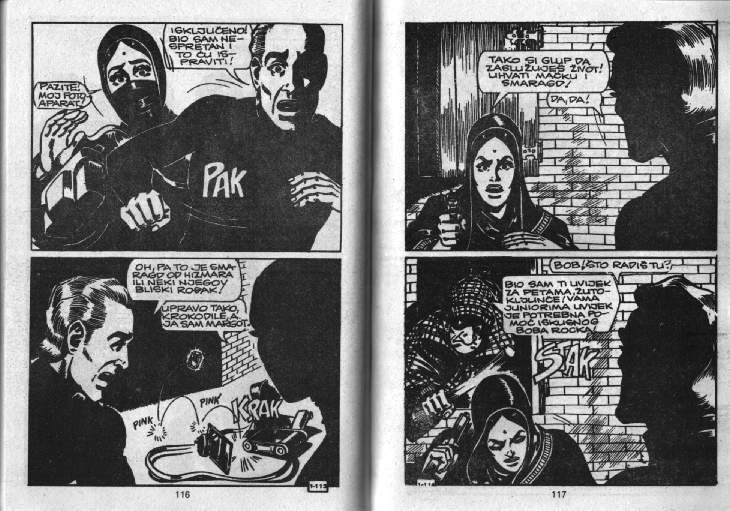 ISKLJUČENO!
BIO SAM NE-
SPRETAN I
TO ĆU IS-
PRAVITI!
PAZITE!
MOJ FOTO
APARAT!
PAK
OH, PA TO JE SMA-
RAGD OD HIZMARA
ILI NEKI NJEGOV
BLISKI ROĐAK!
UPRAVO TAKO,
KROKODILE, A
JA SAM MARGOT.
PINK
PINK
KRAK
1-113
116
TAKO SI GLUP DA
ZASLUŽUJEŠ ŽIVOT!
UHVATI MAČKU I
SMARAGD!
DA, DA!
BOB! ŠTO RADIŠ TU?!
BIO SAM TI UVIJEK
ZA PETAMA, ŽUTO-
KLJUNČE! VAMA
JUNIORIMA UVIJEK
JE POTREBNA PO-
MOĆ ISKUSNOG
BOBA ROCKA!
117